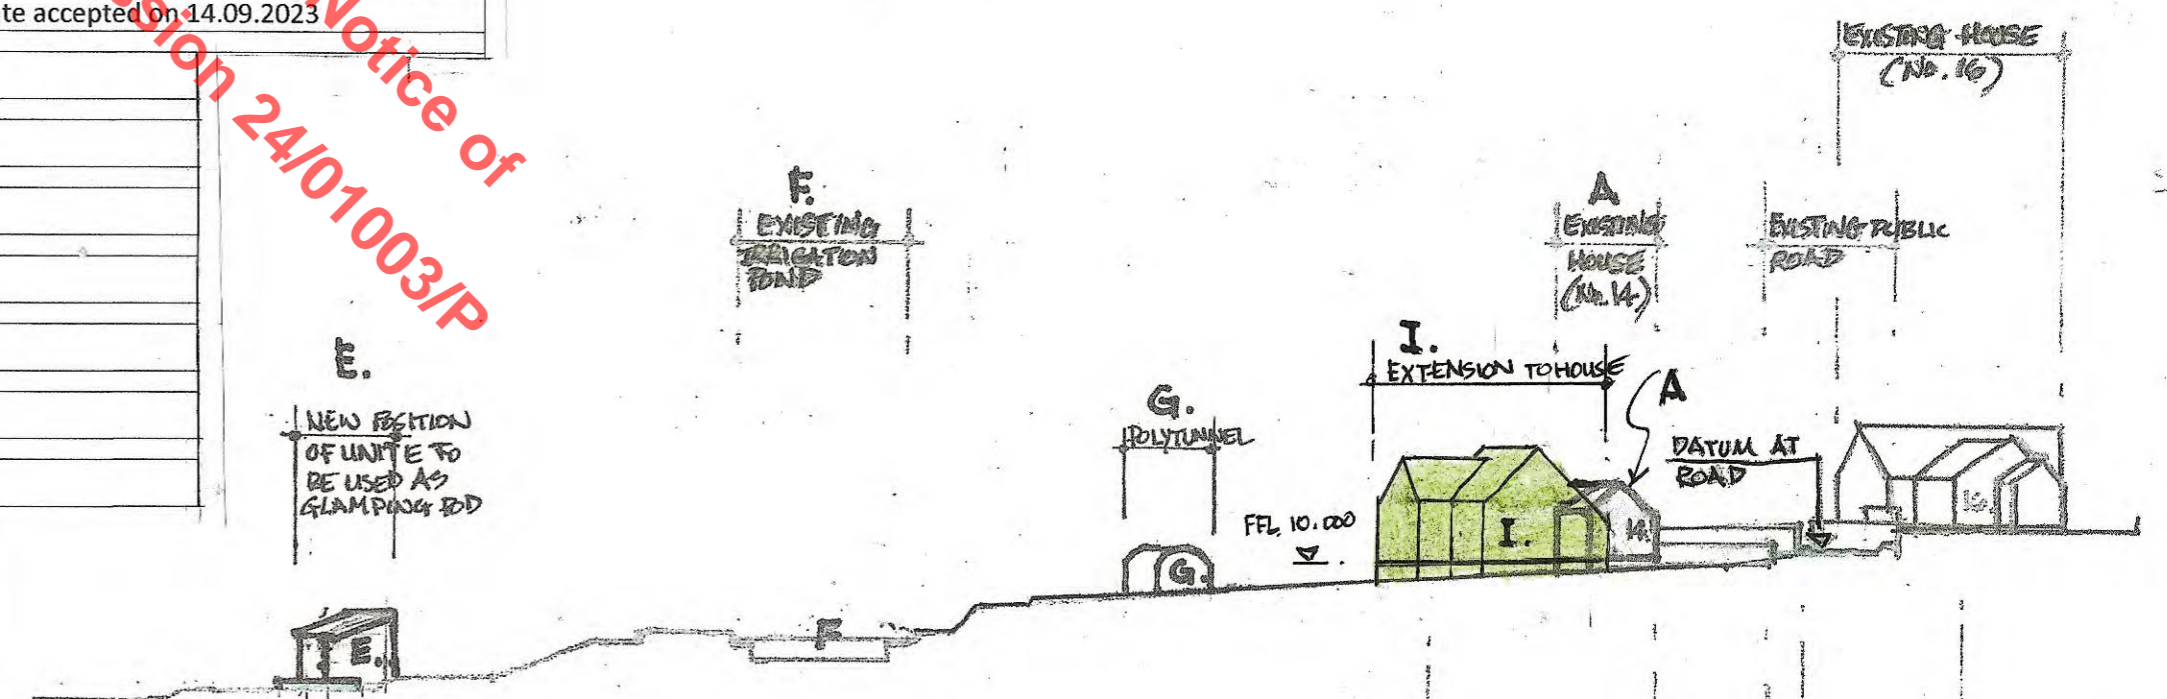 te accepted on 14.09.2023
Notice of
ssion 24/01003/P
EXISTING HOUSE
(No. 16)
F.
EXISTING
IRRIGATION
POND
A
EXISTING
HOUSE
(No. 14)
EXISTING PUBLIC
ROAD
E.
NEW POSITION
OF UNIT E TO
BE USED AS
GLAMPING POD
G.
POLYTUNNEL
I.
EXTENSION TO HOUSE
A
DATUM AT
ROAD
FFL. 10.000
I.
14.
16.
G.
F
E.